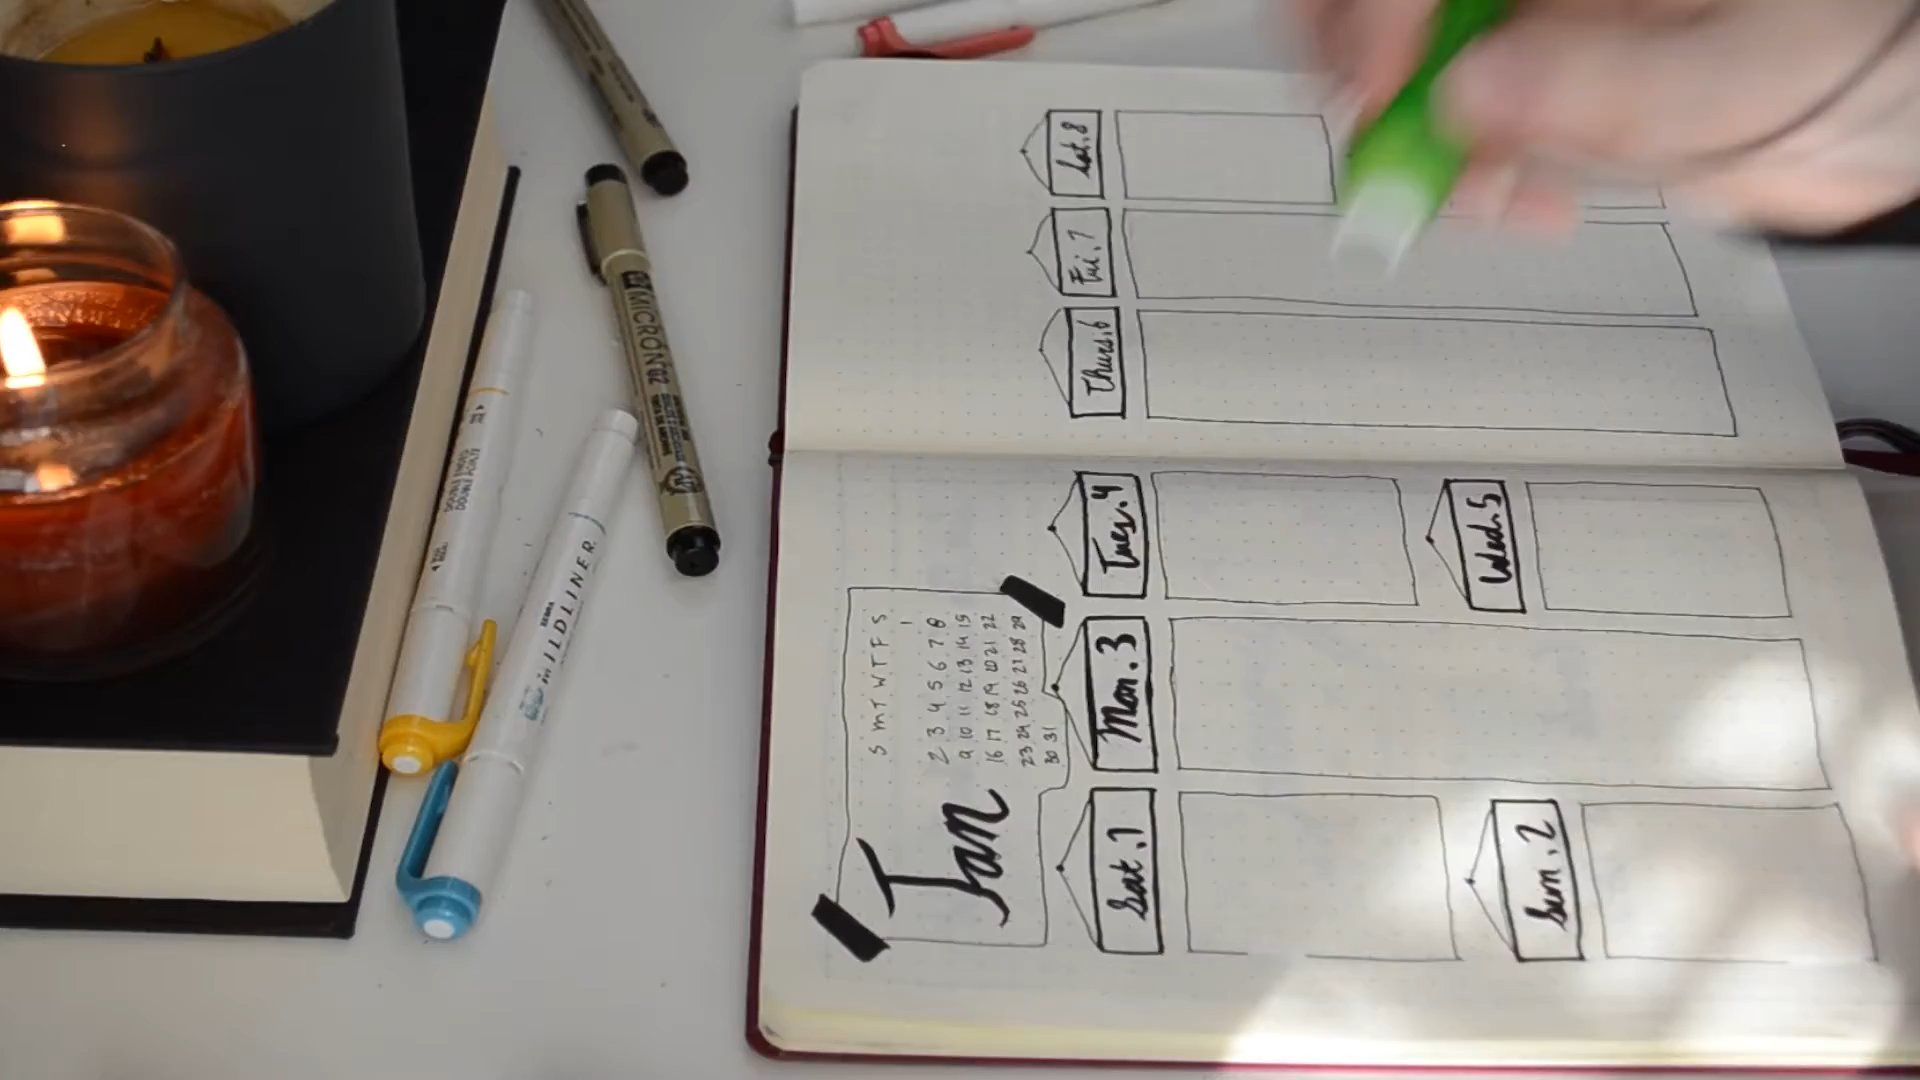 Jan
S M T W T F S
1
2 3 4 5 6 7 8
9 10 11 12 13 14 15
16 17 18 19 20 21 22
23 24 25 26 27 28 29
30 31
Sat. 1
Sun. 2
Mon. 3
Tues. 4
Wed. 5
Thurs. 6
Fri. 7
Sat. 8
MICRON 02
ZEBRA
MILDLINER